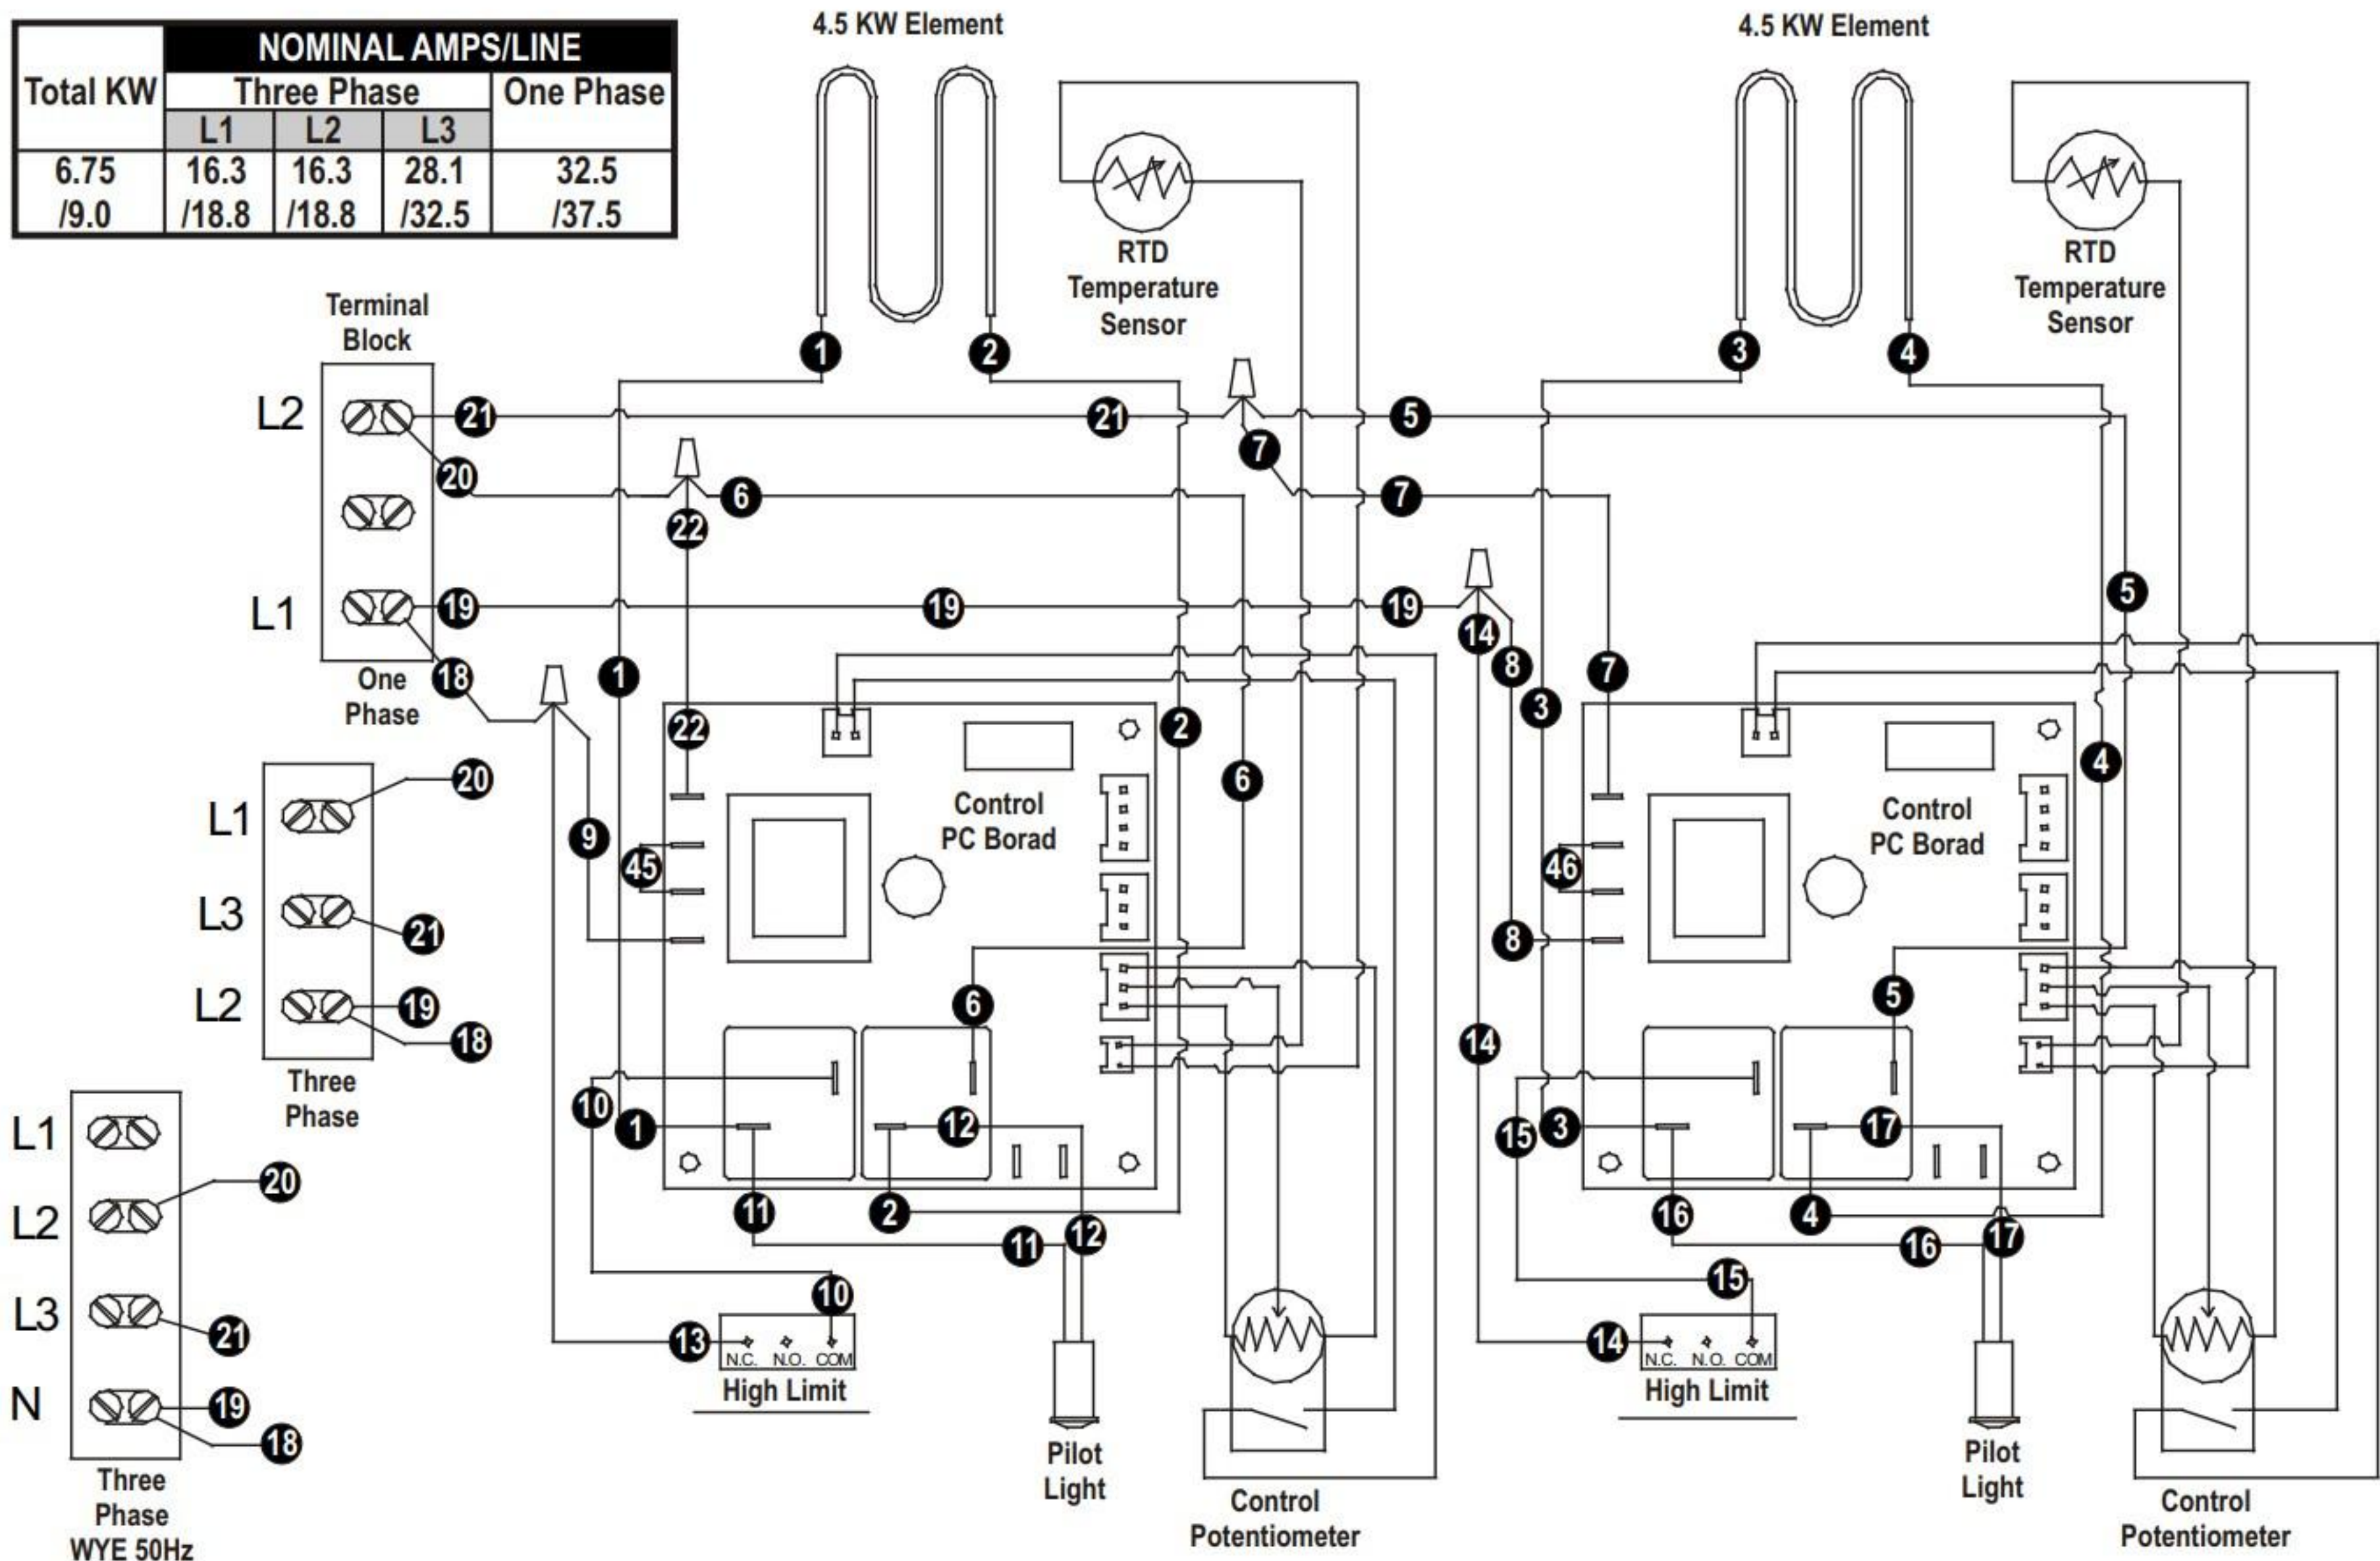 NOMINAL AMPS/LINE
Total KW
Three Phase
One Phase
L1 L2 L3
6.75 16.3 16.3 28.1 32.5
/9.0 /18.8 /18.8 /32.5 /37.5
4.5 KW Element
4.5 KW Element
RTD
Temperature
Sensor
RTD
Temperature
Sensor
Terminal
Block
1
2
3
4
L2
21
21
5
20
7
6
7
22
L1
19
19
19
14
8
5
One
Phase
18
1
7
3
22
2
4
L1
20
6
Control
PC Borad
Control
PC Borad
9
45
46
L3
21
8
L2
19
18
6
5
14
Three
Phase
10
1
12
15
3
17
L1
L2
20
11
2
12
16
4
17
11
16
10
15
L3
21
13
N.C. N.O. COM
High Limit
14
N.C. N.O. COM
High Limit
N
19
18
Three
Phase
WYE 50Hz
Pilot
Light
Control
Potentiometer
Pilot
Light
Control
Potentiometer